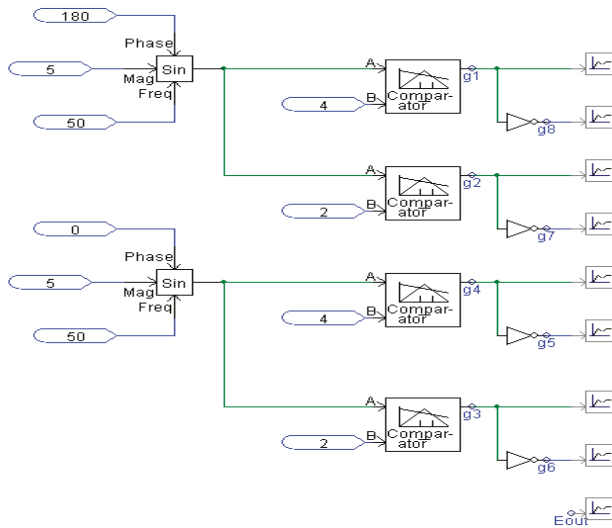 180
Phase
5
Mag
Sin
Freq
50
A
B
4
Compar-
ator
g1
g8
A
B
2
Compar-
ator
g2
g7
0
Phase
5
Mag
Sin
Freq
50
A
B
4
Compar-
ator
g4
g5
A
B
2
Compar-
ator
g3
g6
Eout